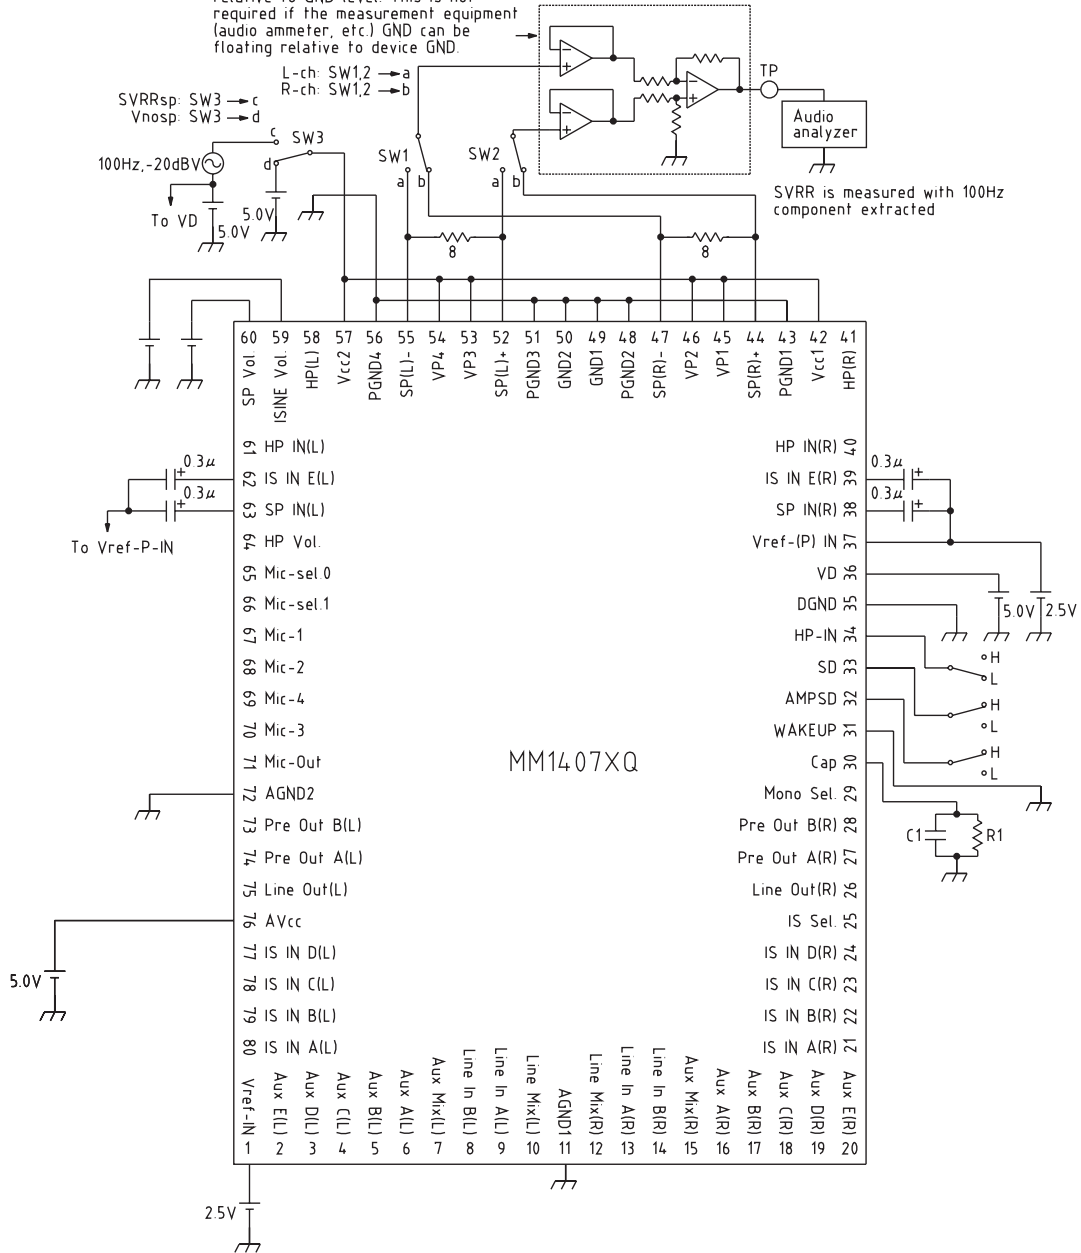 required if the measurement equipment
(audio ammeter, etc.) GND can be
floating relative to device GND.
L-ch: SW1,2 → a
R-ch: SW1,2 → b
TP
Audio
analyzer
SVRRsp: SW3 → c
Vnosp: SW3 → d
c
SW3
100Hz,-20dBV
d
SW1
SW2
a
b
a
b
SVRR is measured with 100Hz
component extracted
To VD
5.0V
5.0V
8
8
60 SP Vol.
59 ISINE Vol.
58 HP(L)
57 Vcc2
56 PGND4
55 SP(L)-
54 VP4
53 VP3
52 SP(L)+
51 PGND3
50 GND2
49 GND1
48 PGND2
47 SP(R)-
46 VP2
45 VP1
44 SP(R)+
43 PGND1
42 Vcc1
41 HP(R)
61 HP IN(L)
62 IS IN E(L)
63 SP IN(L)
64 HP Vol.
65 Mic-sel.0
66 Mic-sel.1
67 Mic-1
68 Mic-2
69 Mic-4
70 Mic-3
71 Mic-Out
72 AGND2
73 Pre Out B(L)
74 Pre Out A(L)
75 Line Out(L)
76 AVcc
77 IS IN D(L)
78 IS IN C(L)
79 IS IN B(L)
80 IS IN A(L)
0.3μ
+
0.3μ
+
To Vref-P-IN
5.0V
MM1407XQ
HP IN(R) 40
IS IN E(R) 39
SP IN(R) 38
Vref-(P) IN 37
VD 36
DGND 35
HP-IN 34
SD 33
AMPSD 32
WAKEUP 31
Cap 30
Mono Sel. 29
Pre Out B(R) 28
Pre Out A(R) 27
Line Out(R) 26
IS Sel. 25
IS IN D(R) 24
IS IN C(R) 23
IS IN B(R) 22
IS IN A(R) 21
0.3μ
+
0.3μ
+
5.0V
2.5V
H
L
H
L
H
L
C1
R1
Vref-IN 1
Aux E(L) 2
Aux D(L) 3
Aux C(L) 4
Aux B(L) 5
Aux A(L) 6
Aux Mix(L) 7
Line In B(L) 8
Line In A(L) 9
Line Mix(L) 10
AGND1 11
Line Mix(R) 12
Line In A(R) 13
Line In B(R) 14
Aux Mix(R) 15
Aux A(R) 16
Aux B(R) 17
Aux C(R) 18
Aux D(R) 19
Aux E(R) 20
2.5V